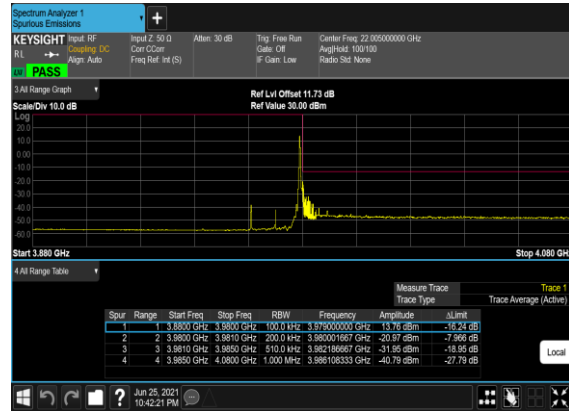 Spectrum Analyzer 1
Spurious Emissions
KEYSIGHT Input: RF Input Z: 50 Ω Atten: 30 dB Trig: Free Run Center Freq: 22.005000000 GHz
RL Coupling: DC Corr CCorr Gate: Off Avg|Hold: 100/100
Align: Auto Freq Ref: Int (S) IF Gain: Low Radio Std: None
PASS
3 All Range Graph
Ref Lvl Offset 11.73 dB
Scale/Div 10.0 dB Ref Value 30.00 dBm
Log
20.0
10.0
0.00
-10.0
-20.0
-30.0
-40.0
-50.0
-60.0
Start 3.880 GHz Stop 4.080 GHz
4 All Range Table
Measure Trace Trace 1
Trace Type Trace Average (Active)
Spur Range Start Freq Stop Freq RBW Frequency Amplitude ΔLimit
1 1 3.8800 GHz 3.9800 GHz 100.0 kHz 3.979000000 GHz 13.76 dBm -16.24 dB
2 2 3.9800 GHz 3.9810 GHz 200.0 kHz 3.980001667 GHz -20.97 dBm -7.966 dB
3 3 3.9810 GHz 3.9850 GHz 510.0 kHz 3.982186667 GHz -31.95 dBm -18.95 dB
4 4 3.9850 GHz 4.0800 GHz 1.000 MHz 3.986108333 GHz -40.79 dBm -27.79 dB
Local
? Jun 25, 2021
10:42:21 PM